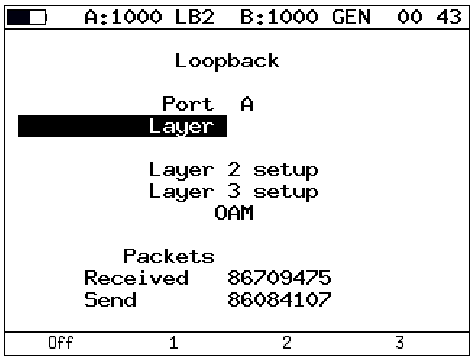 A:1000 LB2 B:1000 GEN 00 43
Loopback
Port A
Layer
Layer 2 setup
Layer 3 setup
OAM
Packets
Received 86709475
Send 86084107
Off 1 2 3